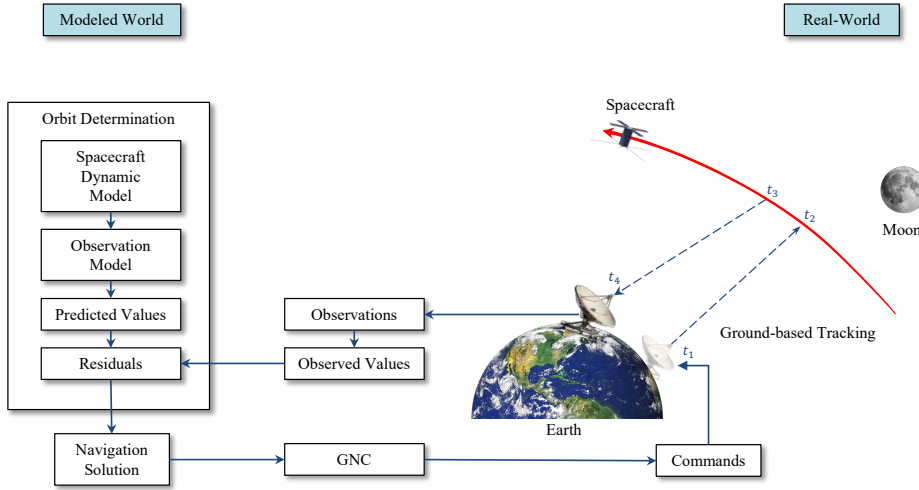 Modeled World
Real-World
Orbit Determination
Spacecraft
Dynamic
Model
Observation
Model
Predicted Values
Residuals
Navigation
Solution
Observations
Observed Values
GNC
Commands
Spacecraft
t₃
t₂
Moon
t₄
Ground-based Tracking
t₁
Earth